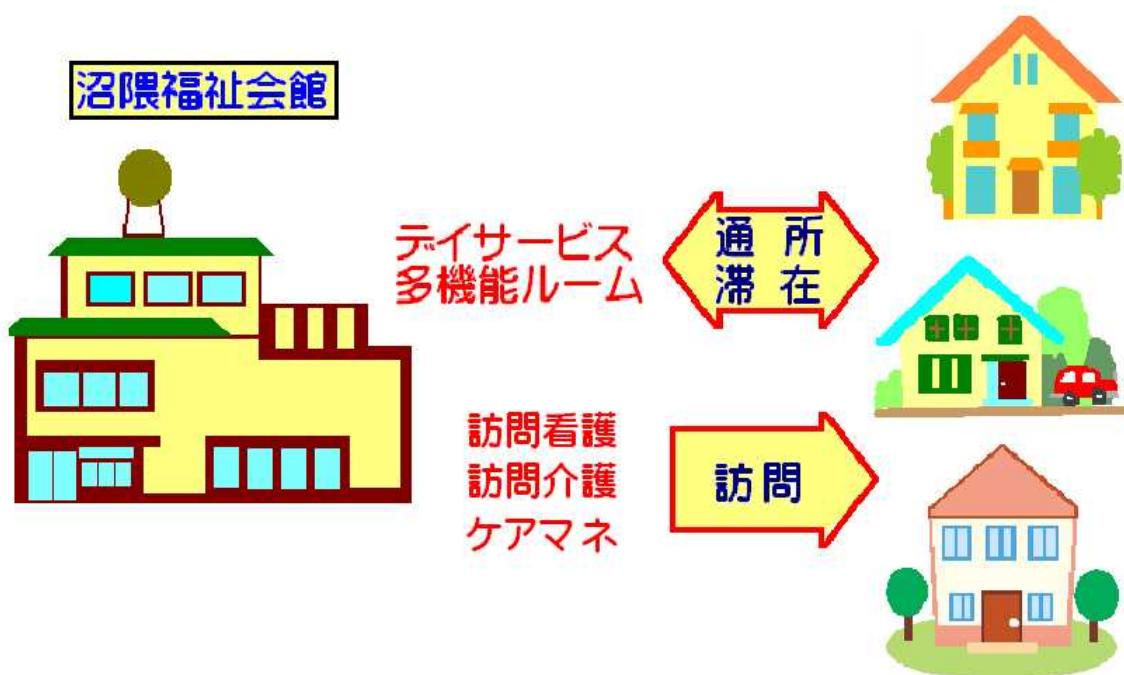 沼隈福祉会館
デイサービス
多機能ルーム
通所
滞在
訪問看護
訪問介護
ケアマネ
訪問